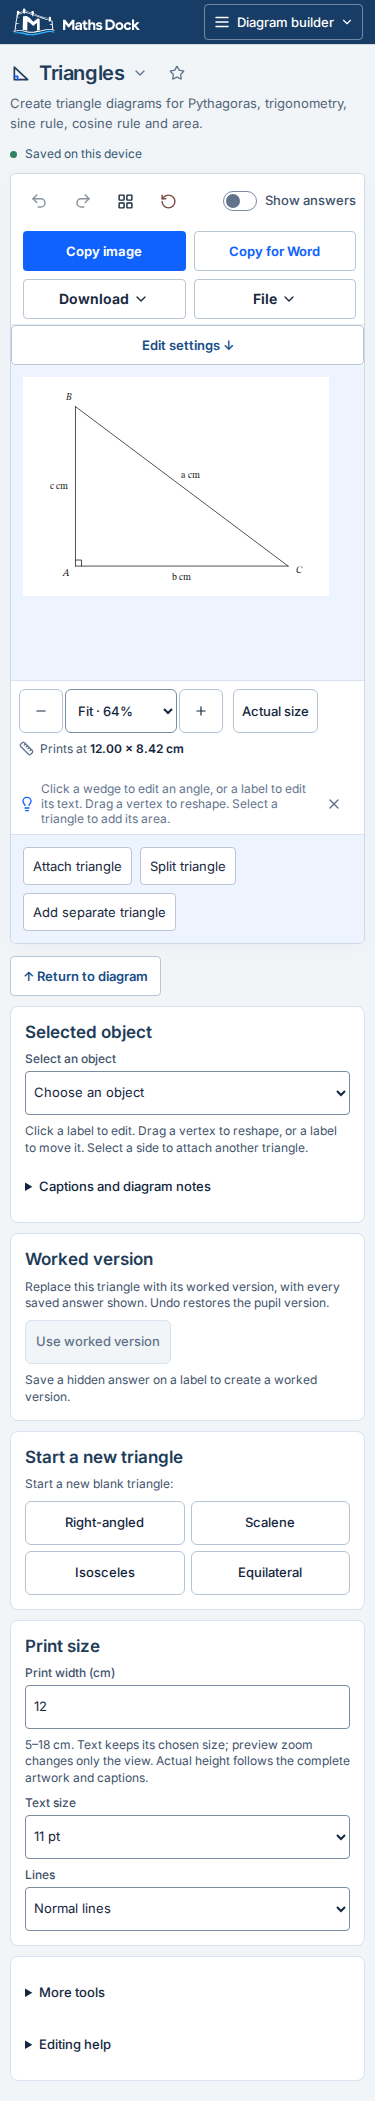 Maths Dock
Diagram builder
Triangles
Create triangle diagrams for Pythagoras, trigonometry,
sine rule, cosine rule and area.
Saved on this device
Show answers
Copy image
Copy for Word
Download
File
Edit settings ↓
B
c cm
a cm
A
b cm
C
−
Fit · 64%
+
Actual size
Prints at 12.00 × 8.42 cm
Click a wedge to edit an angle, or a label to edit
its text. Drag a vertex to reshape. Select a
triangle to add its area.
Attach triangle
Split triangle
Add separate triangle
↑ Return to diagram
Selected object
Select an object
Choose an object
Click a label to edit. Drag a vertex to reshape, or a label
to move it. Select a side to attach another triangle.
Captions and diagram notes
Worked version
Replace this triangle with its worked version, with every
saved answer shown. Undo restores the pupil version.
Use worked version
Save a hidden answer on a label to create a worked
version.
Start a new triangle
Start a new blank triangle:
Right-angled
Scalene
Isosceles
Equilateral
Print size
Print width (cm)
12
5–18 cm. Text keeps its chosen size; preview zoom
changes only the view. Actual height follows the complete
artwork and captions.
Text size
11 pt
Lines
Normal lines
More tools
Editing help